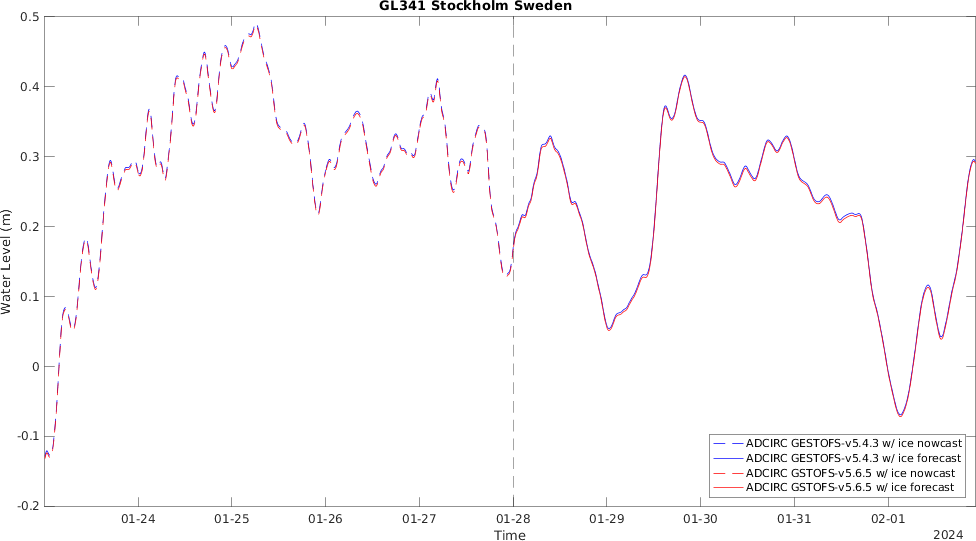 GL341 Stockholm Sweden
0.5
0.4
0.3
0.2
0.1
0
-0.1
-0.2
Water Level (m)
ADCIRC GESTOFS-v5.4.3 w/ ice nowcast
ADCIRC GESTOFS-v5.4.3 w/ ice forecast
ADCIRC GSTOFS-v5.6.5 w/ ice nowcast
ADCIRC GSTOFS-v5.6.5 w/ ice forecast
01-24 01-25 01-26 01-27 01-28 01-29 01-30 01-31 02-01
Time
2024